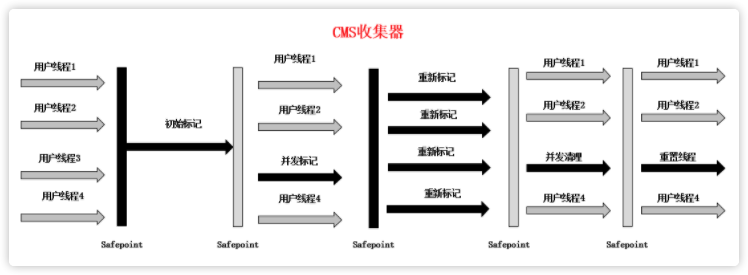 CMS收集器
用户线程1
用户线程2
用户线程3
用户线程4
初始标记
用户线程1
用户线程2
并发标记
用户线程4
重新标记
重新标记
重新标记
重新标记
用户线程1
用户线程2
并发清理
用户线程4
用户线程1
用户线程2
重置线程
用户线程4
Safepoint
Safepoint
Safepoint
Safepoint
Safepoint